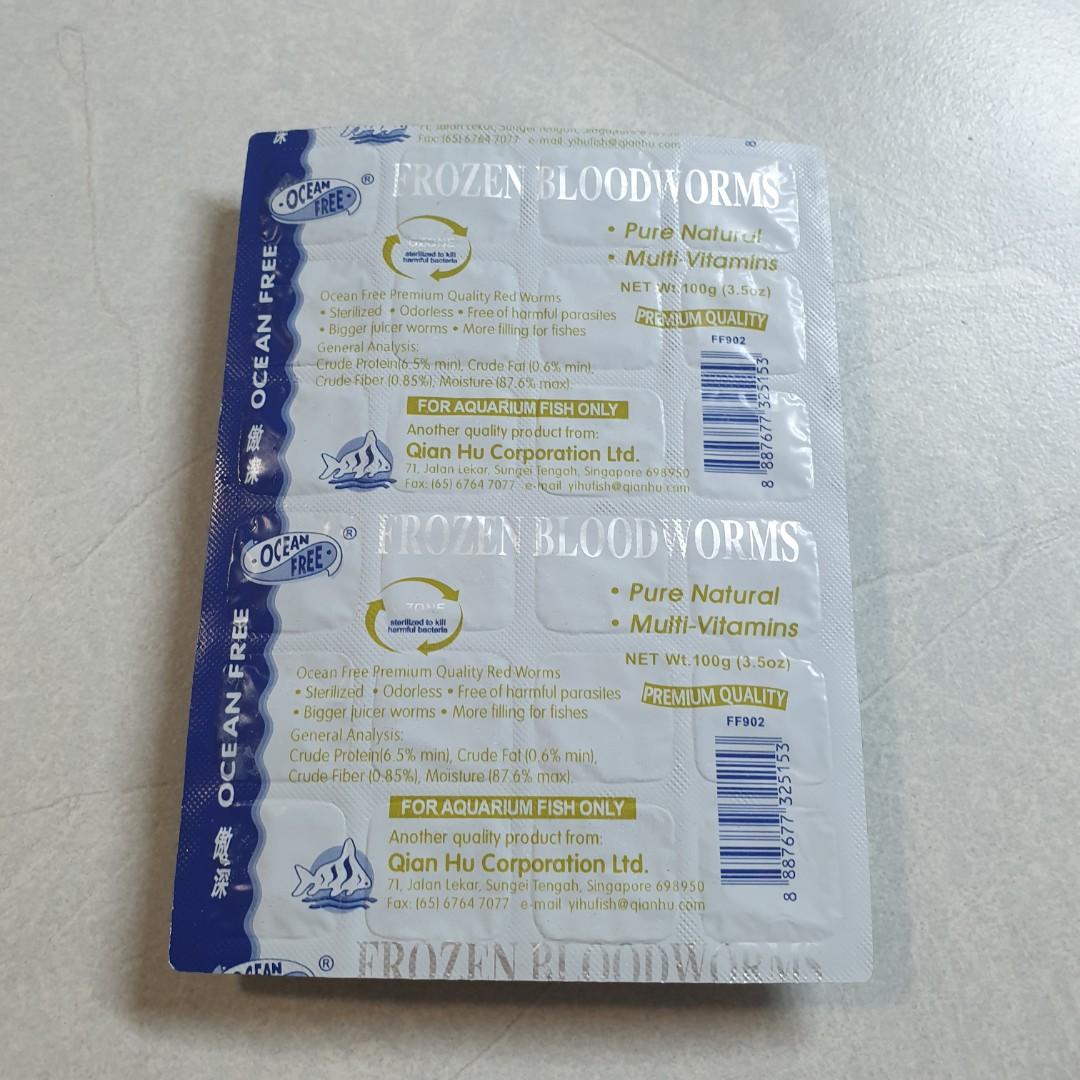 71, Jalan Lekar, Sungei Tengah, Singapore 698950
Fax: (65) 6764 7077 e-mail yihufish@qianhu.com
8
深
OCEAN FREE®
FROZEN BLOODWORMS
OZONE
sterilized to kill
harmful bacteria
• Pure Natural
• Multi-Vitamins
NET Wt.100g (3.5oz)
PREMIUM QUALITY
FF902
Ocean Free Premium Quality Red Worms
• Sterilized • Odorless • Free of harmful parasites
• Bigger juicer worms • More filling for fishes
General Analysis:
Crude Protein(6.5% min), Crude Fat (0.6% min),
Crude Fiber (0.85%), Moisture (87.6% max).
FOR AQUARIUM FISH ONLY
Another quality product from:
Qian Hu Corporation Ltd.
71, Jalan Lekar, Sungei Tengah, Singapore 698950
Fax: (65) 6764 7077 e-mail yihufish@qianhu.com
8 887677 325153
傲深 OCEAN FREE
OCEAN FREE®
FROZEN BLOODWORMS
ZONE
sterilized to kill
harmful bacteria
• Pure Natural
• Multi-Vitamins
NET Wt.100g (3.5oz)
PREMIUM QUALITY
FF902
Ocean Free Premium Quality Red Worms
• Sterilized • Odorless • Free of harmful parasites
• Bigger juicer worms • More filling for fishes
General Analysis:
Crude Protein(6.5% min), Crude Fat (0.6% min),
Crude Fiber (0.85%), Moisture (87.6% max).
FOR AQUARIUM FISH ONLY
Another quality product from:
Qian Hu Corporation Ltd.
71, Jalan Lekar, Sungei Tengah, Singapore 698950
Fax: (65) 6764 7077 e-mail yihufish@qianhu.com
8 887677 325153
傲深 OCEAN FREE
OCEAN ®
FROZEN BLOODWORMS